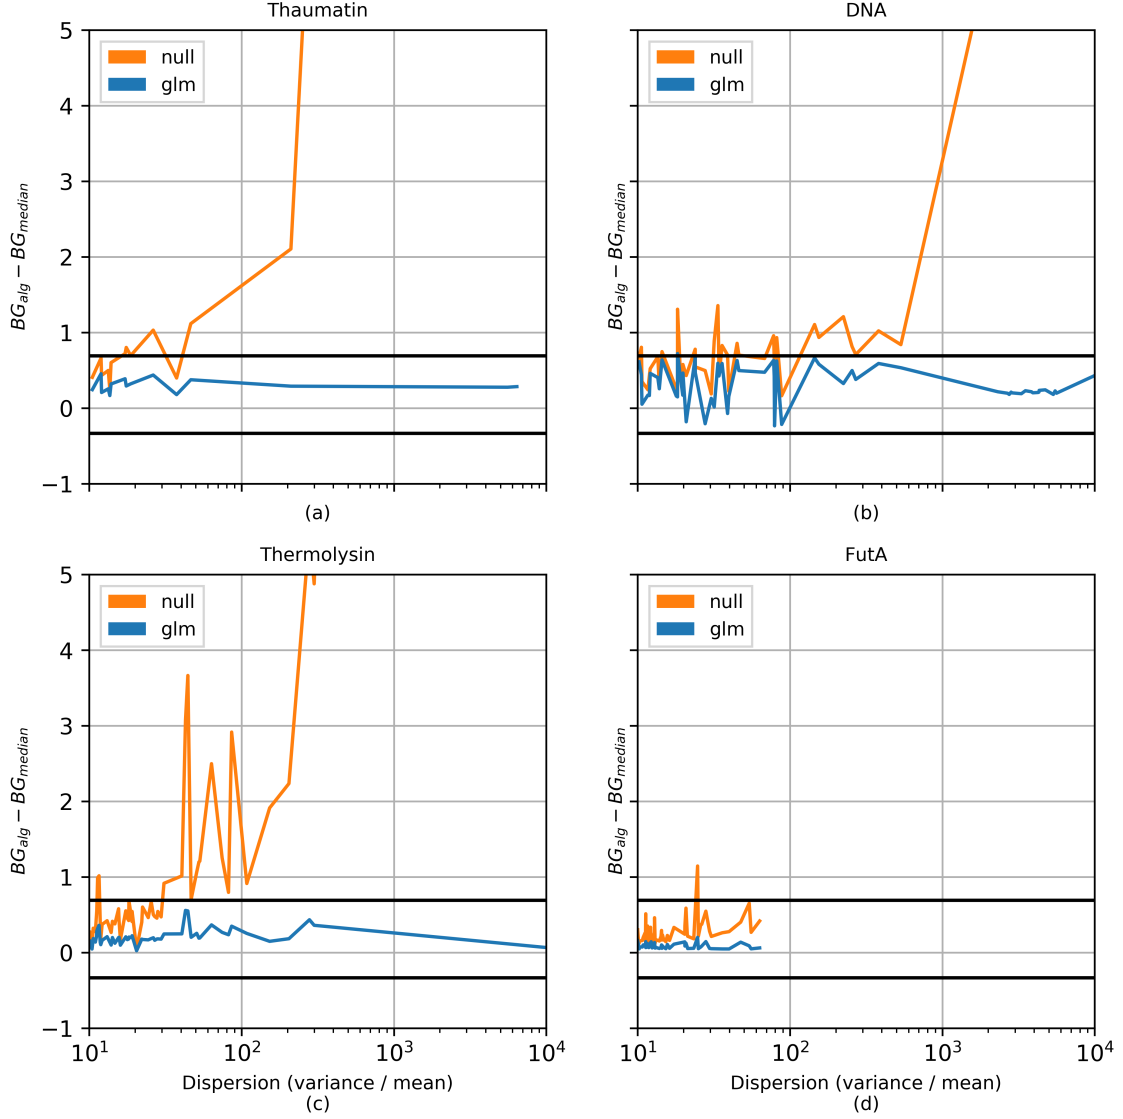 Thaumatin
DNA
5
4
3
2
1
0
−1
BG_alg − BG_median
null
glm
(a)
BG_alg − BG_median
null
glm
(b)
Thermolysin
FutA
5
4
3
2
1
0
−1
BG_alg − BG_median
null
glm
10^1 10^2 10^3 10^4
Dispersion (variance / mean)
(c)
BG_alg − BG_median
null
glm
10^1 10^2 10^3 10^4
Dispersion (variance / mean)
(d)